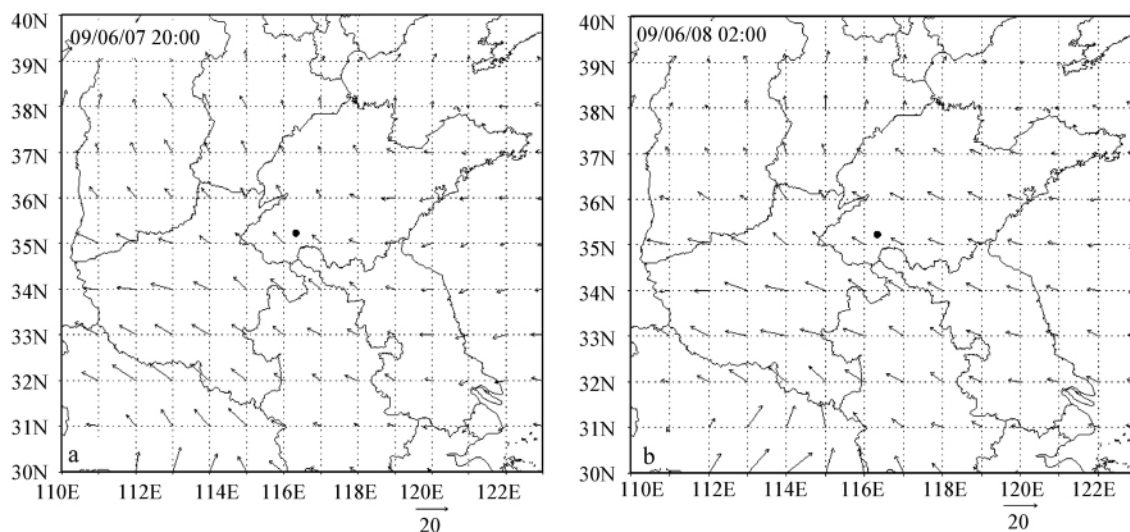 09/06/07 20:00
40N
39N
38N
37N
36N
35N
34N
33N
32N
31N
30N
a
110E 112E 114E 116E 118E 120E 122E
20
09/06/08 02:00
40N
39N
38N
37N
36N
35N
34N
33N
32N
31N
30N
b
110E 112E 114E 116E 118E 120E 122E
20